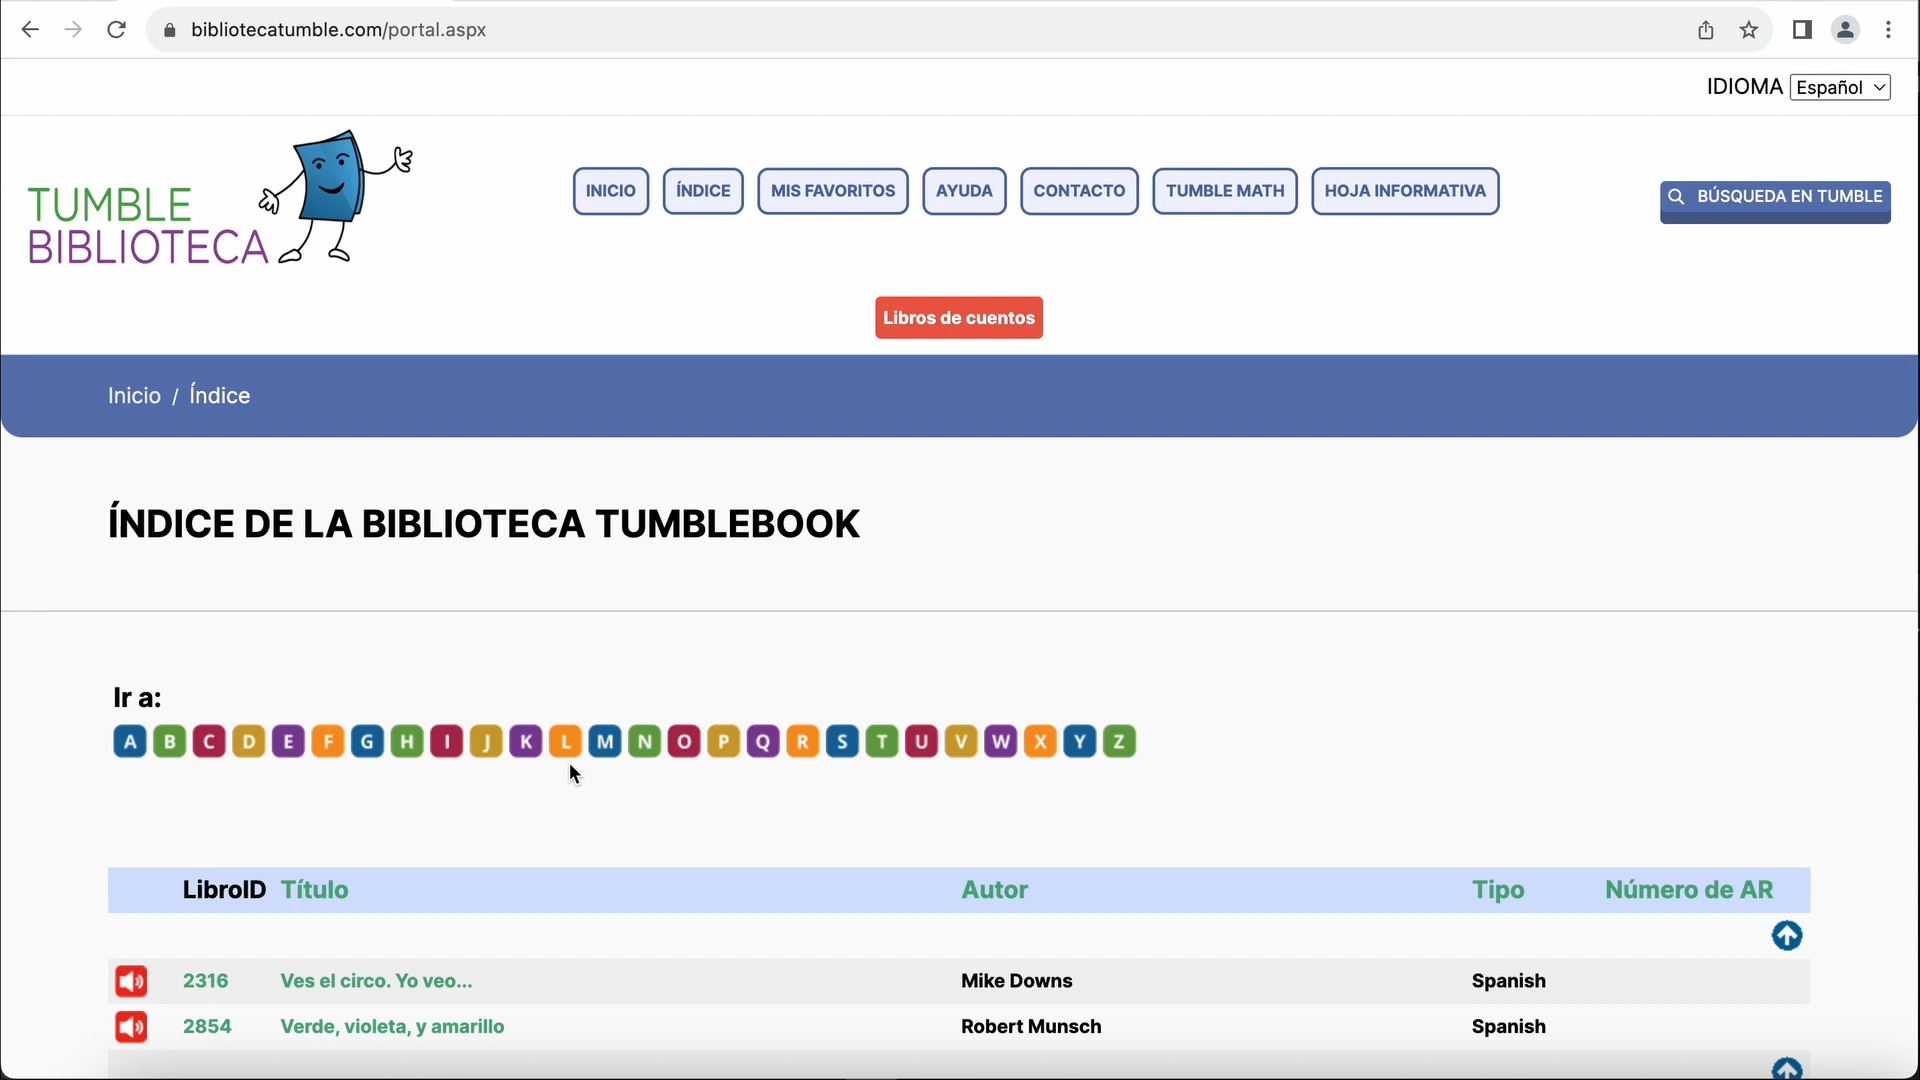 bibliotecatumble.com/portal.aspx
IDIOMA Español
TUMBLE
BIBLIOTECA
INICIO ÍNDICE MIS FAVORITOS AYUDA CONTACTO TUMBLE MATH HOJA INFORMATIVA
BÚSQUEDA EN TUMBLE
Libros de cuentos
Inicio / Índice
ÍNDICE DE LA BIBLIOTECA TUMBLEBOOK
Ir a:
A B C D E F G H I J K L M N O P Q R S T U V W X Y Z
LibroID Título Autor Tipo Número de AR
2316 Ves el circo. Yo veo... Mike Downs Spanish
2854 Verde, violeta, y amarillo Robert Munsch Spanish